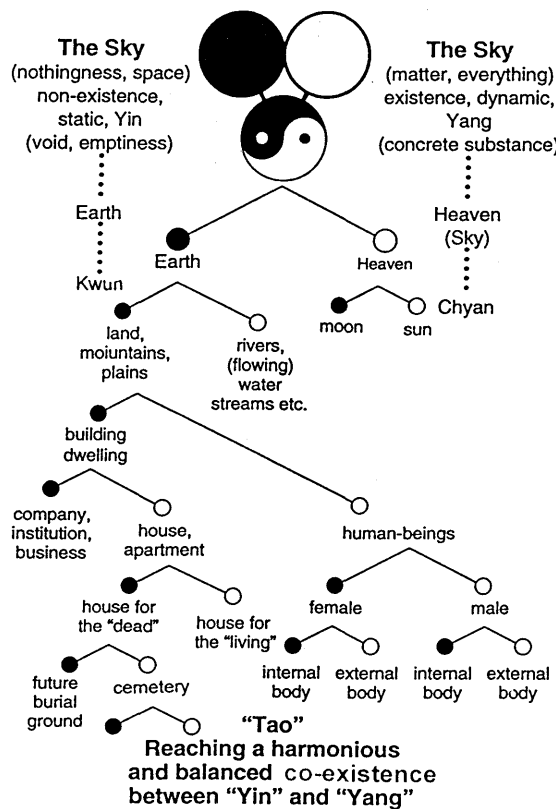 The Sky
(nothingness, space)
non-existence,
static, Yin
(void, emptiness)
Earth
Kwun
The Sky
(matter, everything)
existence, dynamic,
Yang
(concrete substance)
Heaven
(Sky)
Chyan
Earth
Heaven
land,
moiuntains,
plains
rivers,
(flowing)
water
streams etc.
moon
sun
building
dwelling
company,
institution,
business
house,
apartment
human-beings
house for
the “dead”
house for
the “living”
female
male
future
burial
ground
cemetery
internal
body
external
body
internal
body
external
body
“Tao”
Reaching a harmonious
and balanced co-existence
between “Yin” and “Yang”